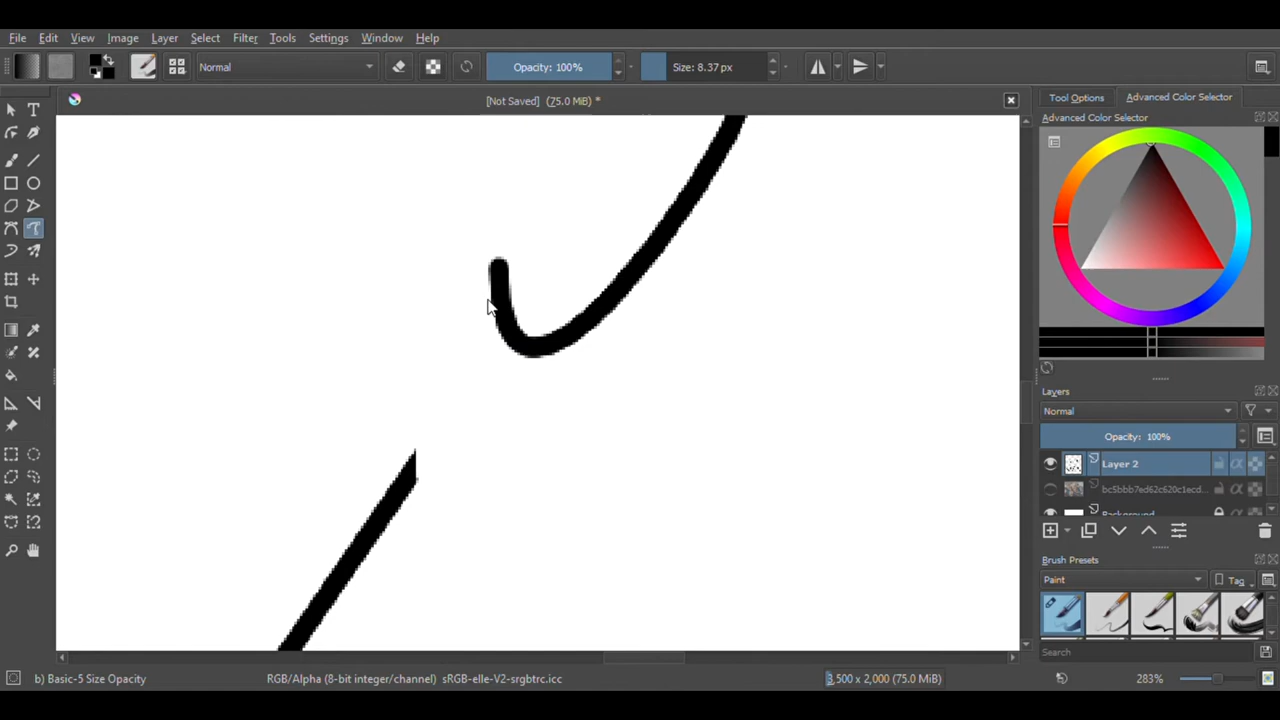 File Edit View Image Layer Select Filter Tools Settings Window Help
Normal Opacity: 100% Size: 8.37 px
[Not Saved] (75.0 MiB) *
Tool Options Advanced Color Selector
Advanced Color Selector
Layers
Normal
Opacity: 100%
Layer 2
bc5bbb7ed62c620c1ecd...
Background
Brush Presets
Paint Tag
Search
b) Basic-5 Size Opacity RGB/Alpha (8-bit integer/channel) sRGB-elle-V2-srgbtrc.icc 3,500 x 2,000 (75.0 MiB) 283%